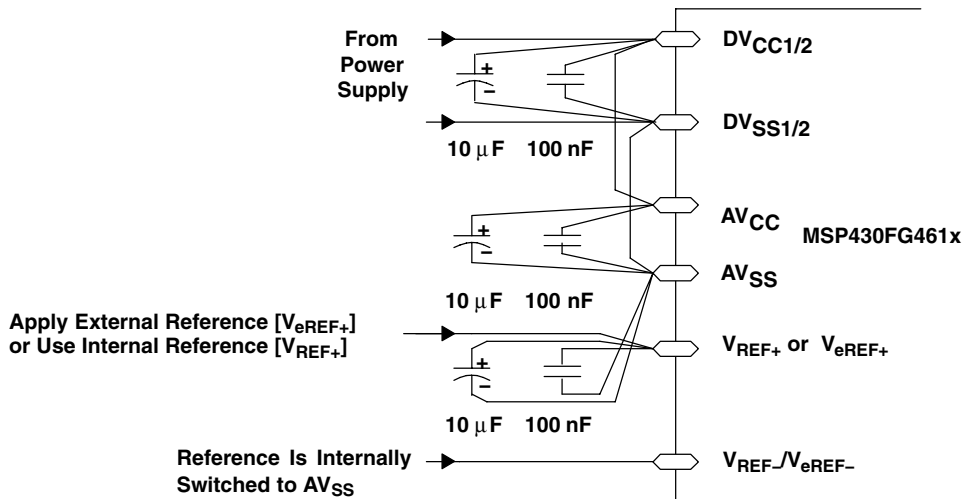 From
Power
Supply
DVCC1/2
+
−
DVSS1/2
10 μF 100 nF
AVCC
MSP430FG461x
+
−
AVSS
10 μF 100 nF
Apply External Reference [VeREF+]
or Use Internal Reference [VREF+]
VREF+ or VeREF+
+
−
10 μF 100 nF
Reference Is Internally
Switched to AVSS
VREF−/VeREF−